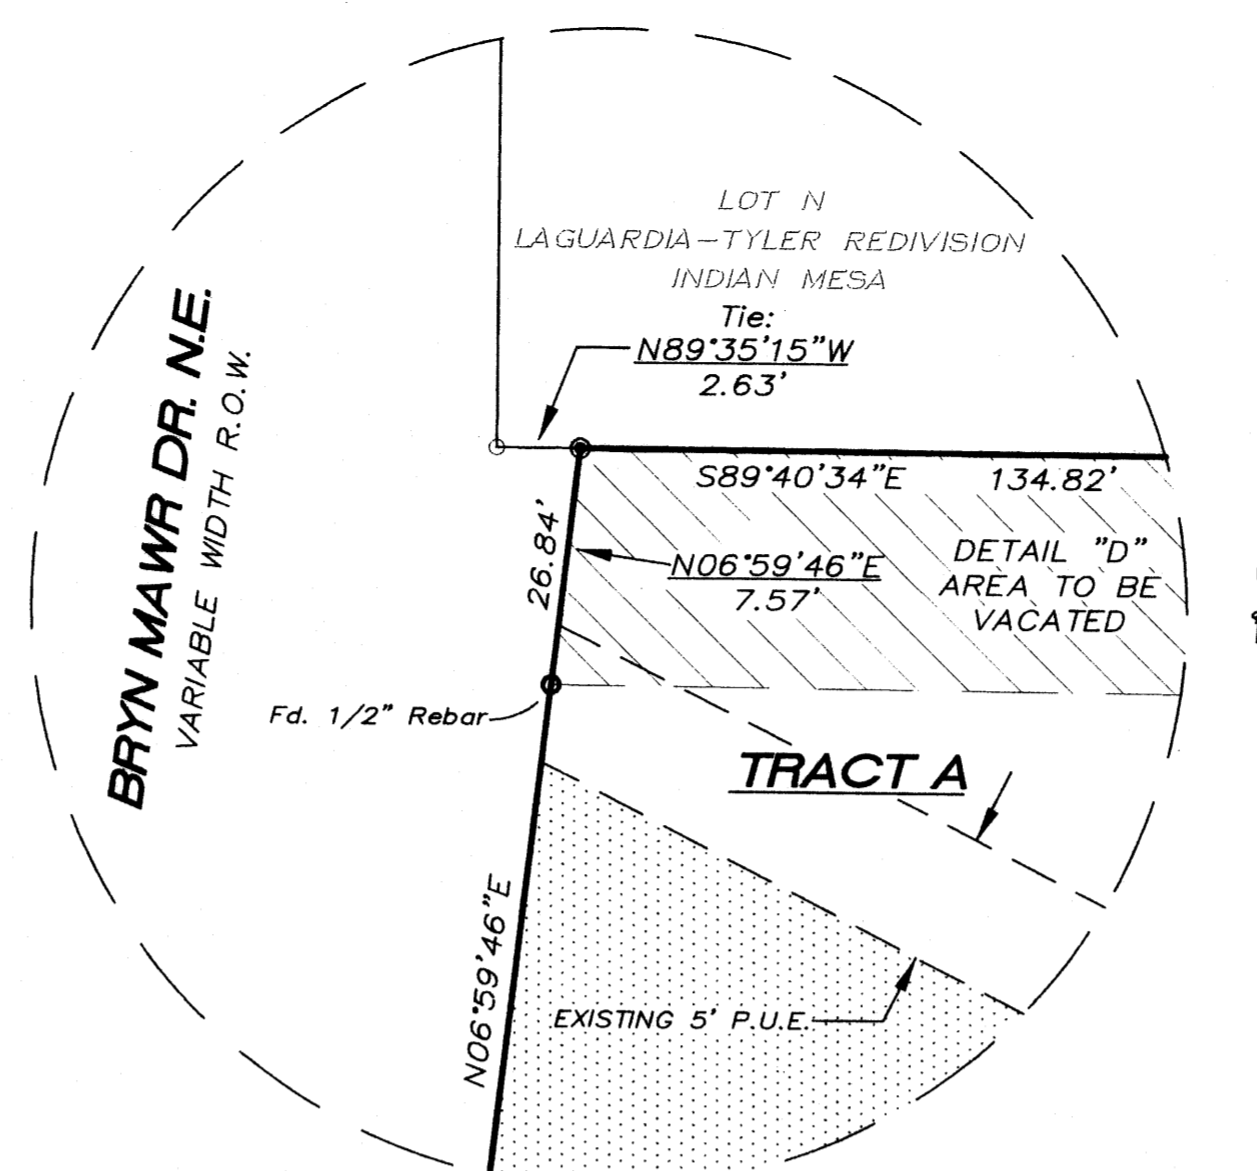 LOT N
LAGUARDIA-TYLER REDIVISION
INDIAN MESA
Tie:
N89°35'15"W
2.63'
BRYN MAWR DR. N.E.
VARIABLE WIDTH R.O.W.
S89°40'34"E 134.82'
26.84'
N06°59'46"E
7.57'
DETAIL "D"
AREA TO BE
VACATED
Fd. 1/2" Rebar
TRACT A
N06°59'46"E
EXISTING 5' P.U.E.